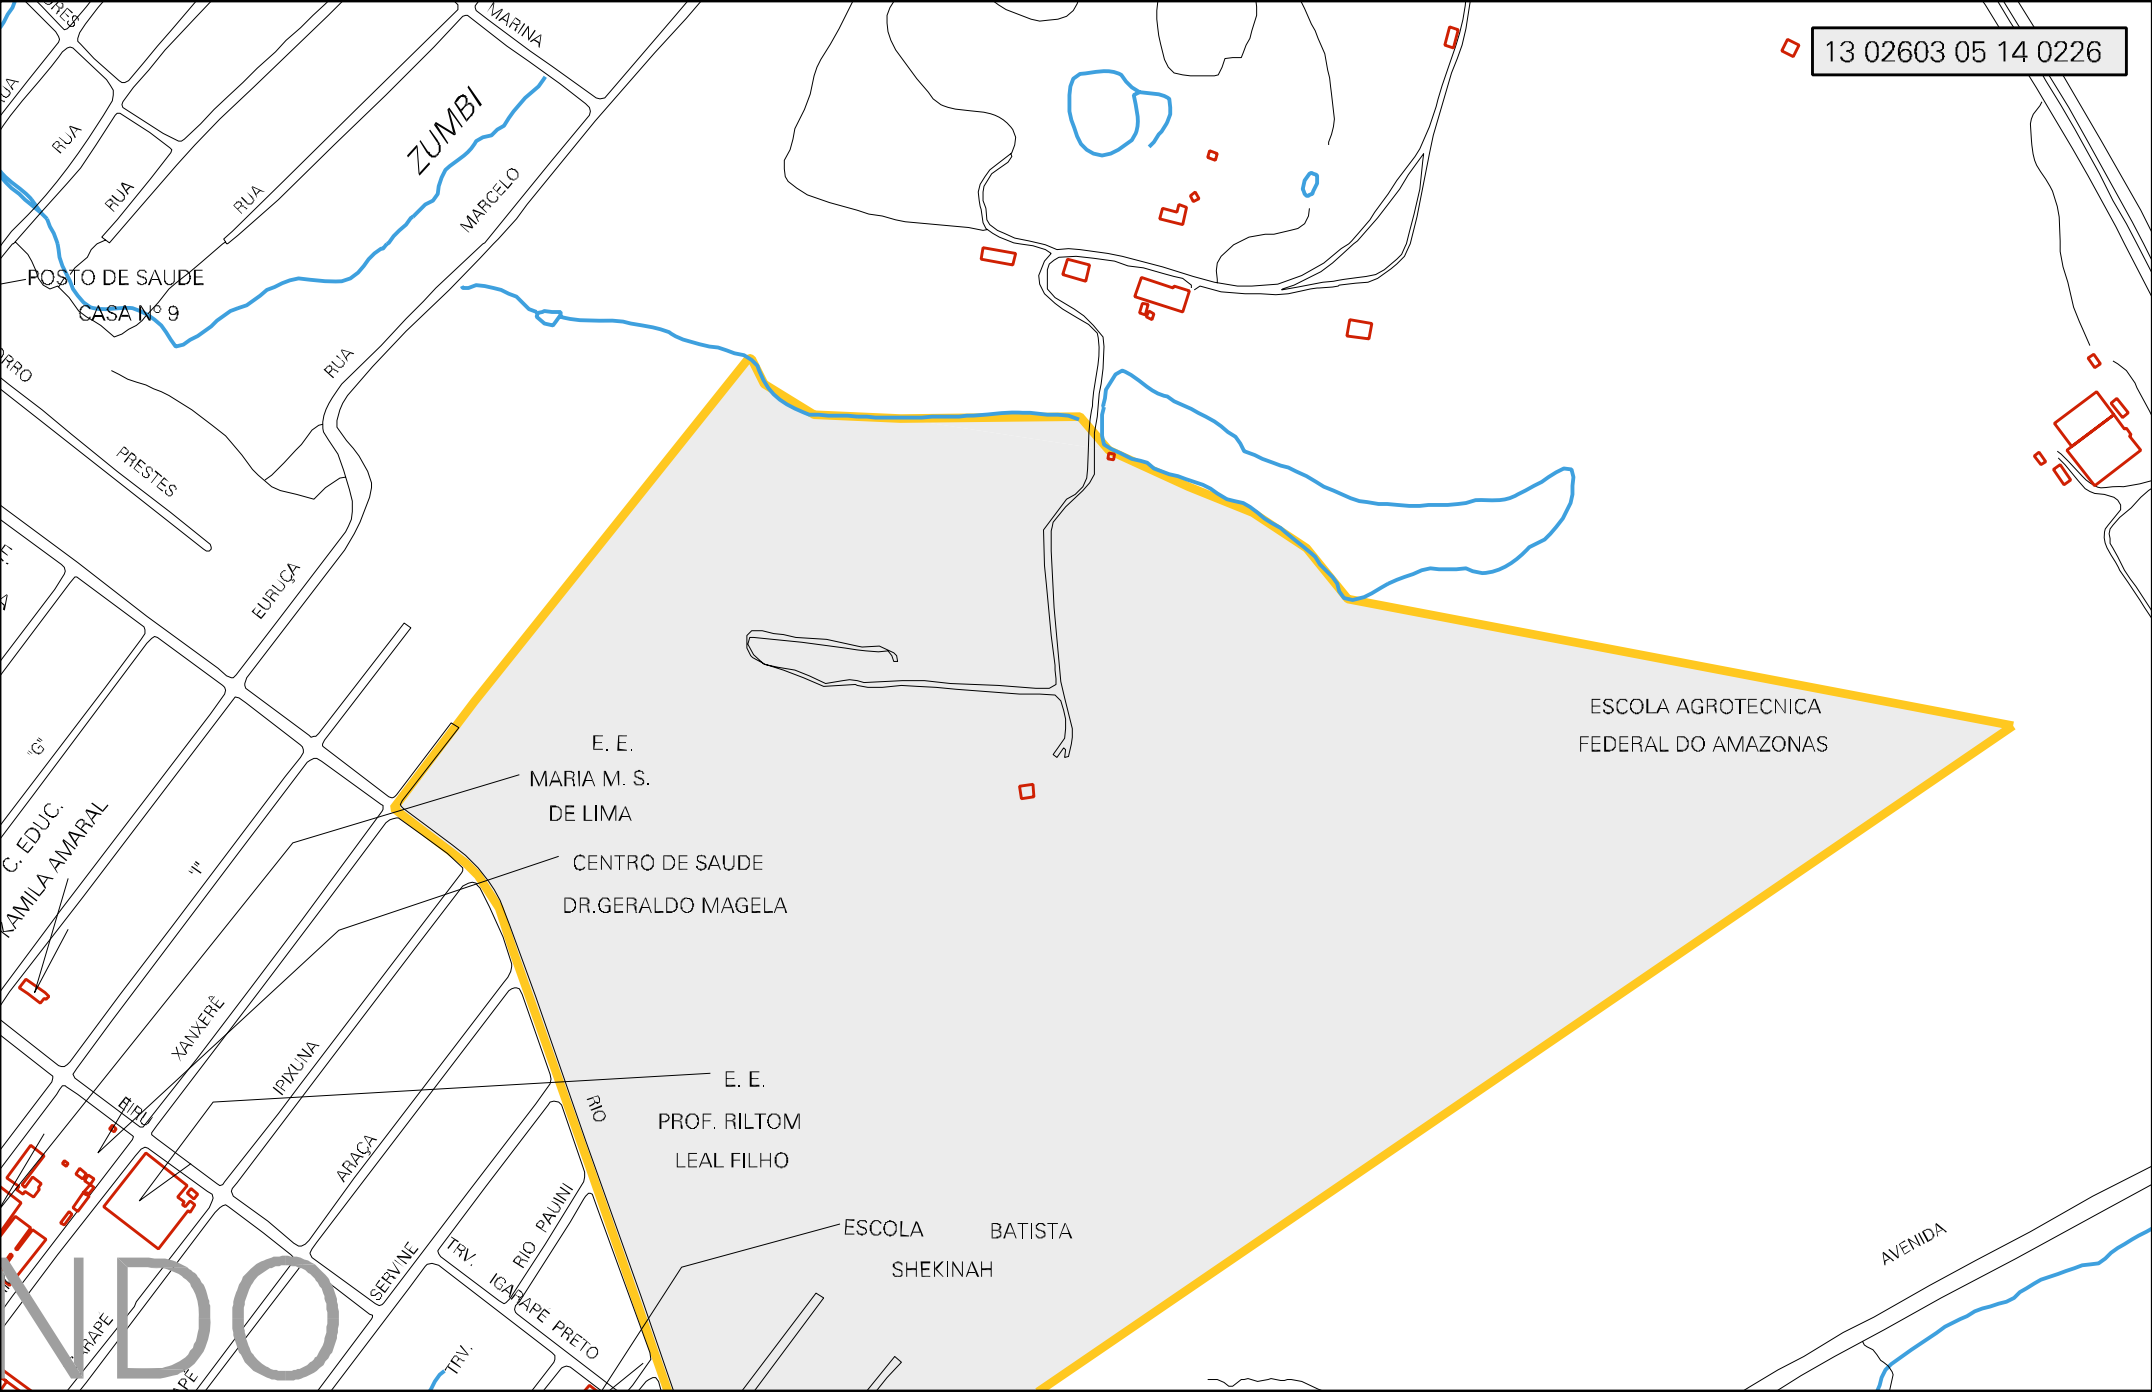 MARINA
13 02603 05 14 0226
ZUMBI
RUA
RUA
RUA
MARCELO
POSTO DE SAUDE
CASA Nº 9
RUA
PRESTES
EURUÇA
"G"
"I"
C. EDUC.
KAMILA AMARAL
E. E.
MARIA M. S.
DE LIMA
CENTRO DE SAUDE
DR.GERALDO MAGELA
ESCOLA AGROTECNICA
FEDERAL DO AMAZONAS
XANXERÊ
IPIXUNA
EIRU
ARAÇA
RIO
E. E.
PROF. RILTOM
LEAL FILHO
RIO PAUINI
SERVINE
TRV.
IGARAPE PRETO
TRV.
ESCOLA BATISTA
SHEKINAH
AVENIDA
NDO